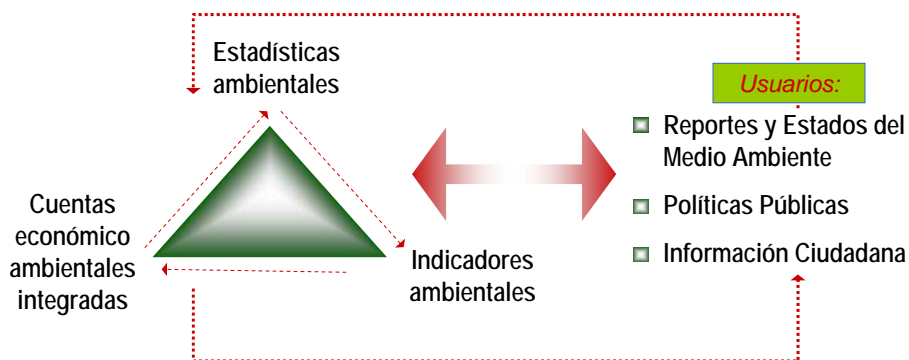 Estadísticas
ambientales
Cuentas
económico
ambientales
integradas
Indicadores
ambientales
Usuarios:
Reportes y Estados del
Medio Ambiente
Políticas Públicas
Información Ciudadana